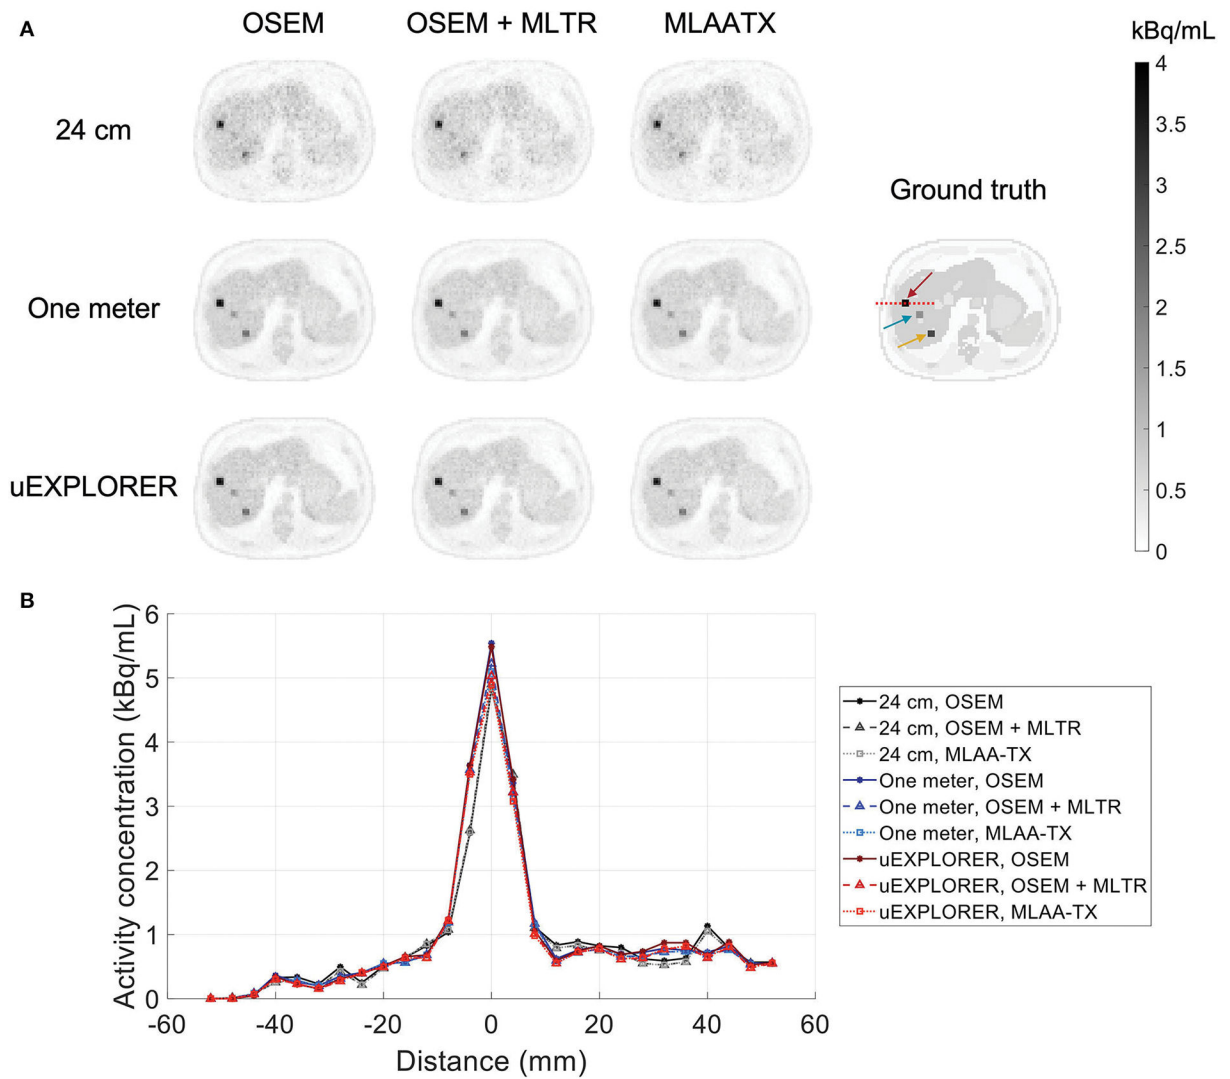 A
OSEM
OSEM + MLTR
MLAATX
kBq/mL
24 cm
One meter
uEXPLORER
Ground truth
4
3.5
3
2.5
2
1.5
1
0.5
0
B
Activity concentration (kBq/mL)
6
5
4
3
2
1
0
-60
-40
-20
0
20
40
60
Distance (mm)
24 cm, OSEM
24 cm, OSEM + MLTR
24 cm, MLAA-TX
One meter, OSEM
One meter, OSEM + MLTR
One meter, MLAA-TX
uEXPLORER, OSEM
uEXPLORER, OSEM + MLTR
uEXPLORER, MLAA-TX